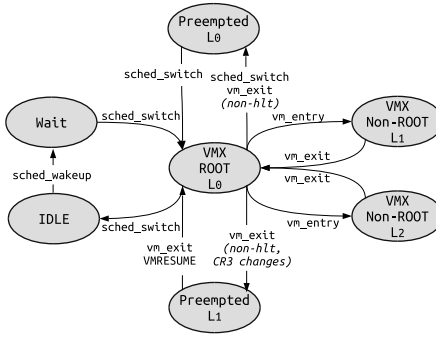 Preempted
L0
sched_switch
sched_switch
vm_exit
(non-hlt)
Wait
sched_switch
vm_entry
VMX
Non-ROOT
L1
VMX
ROOT
L0
vm_exit
vm_exit
sched_wakeup
IDLE
sched_switch
vm_entry
VMX
Non-ROOT
L2
vm_exit
VMRESUME
vm_exit
(non-hlt,
CR3 changes)
Preempted
L1